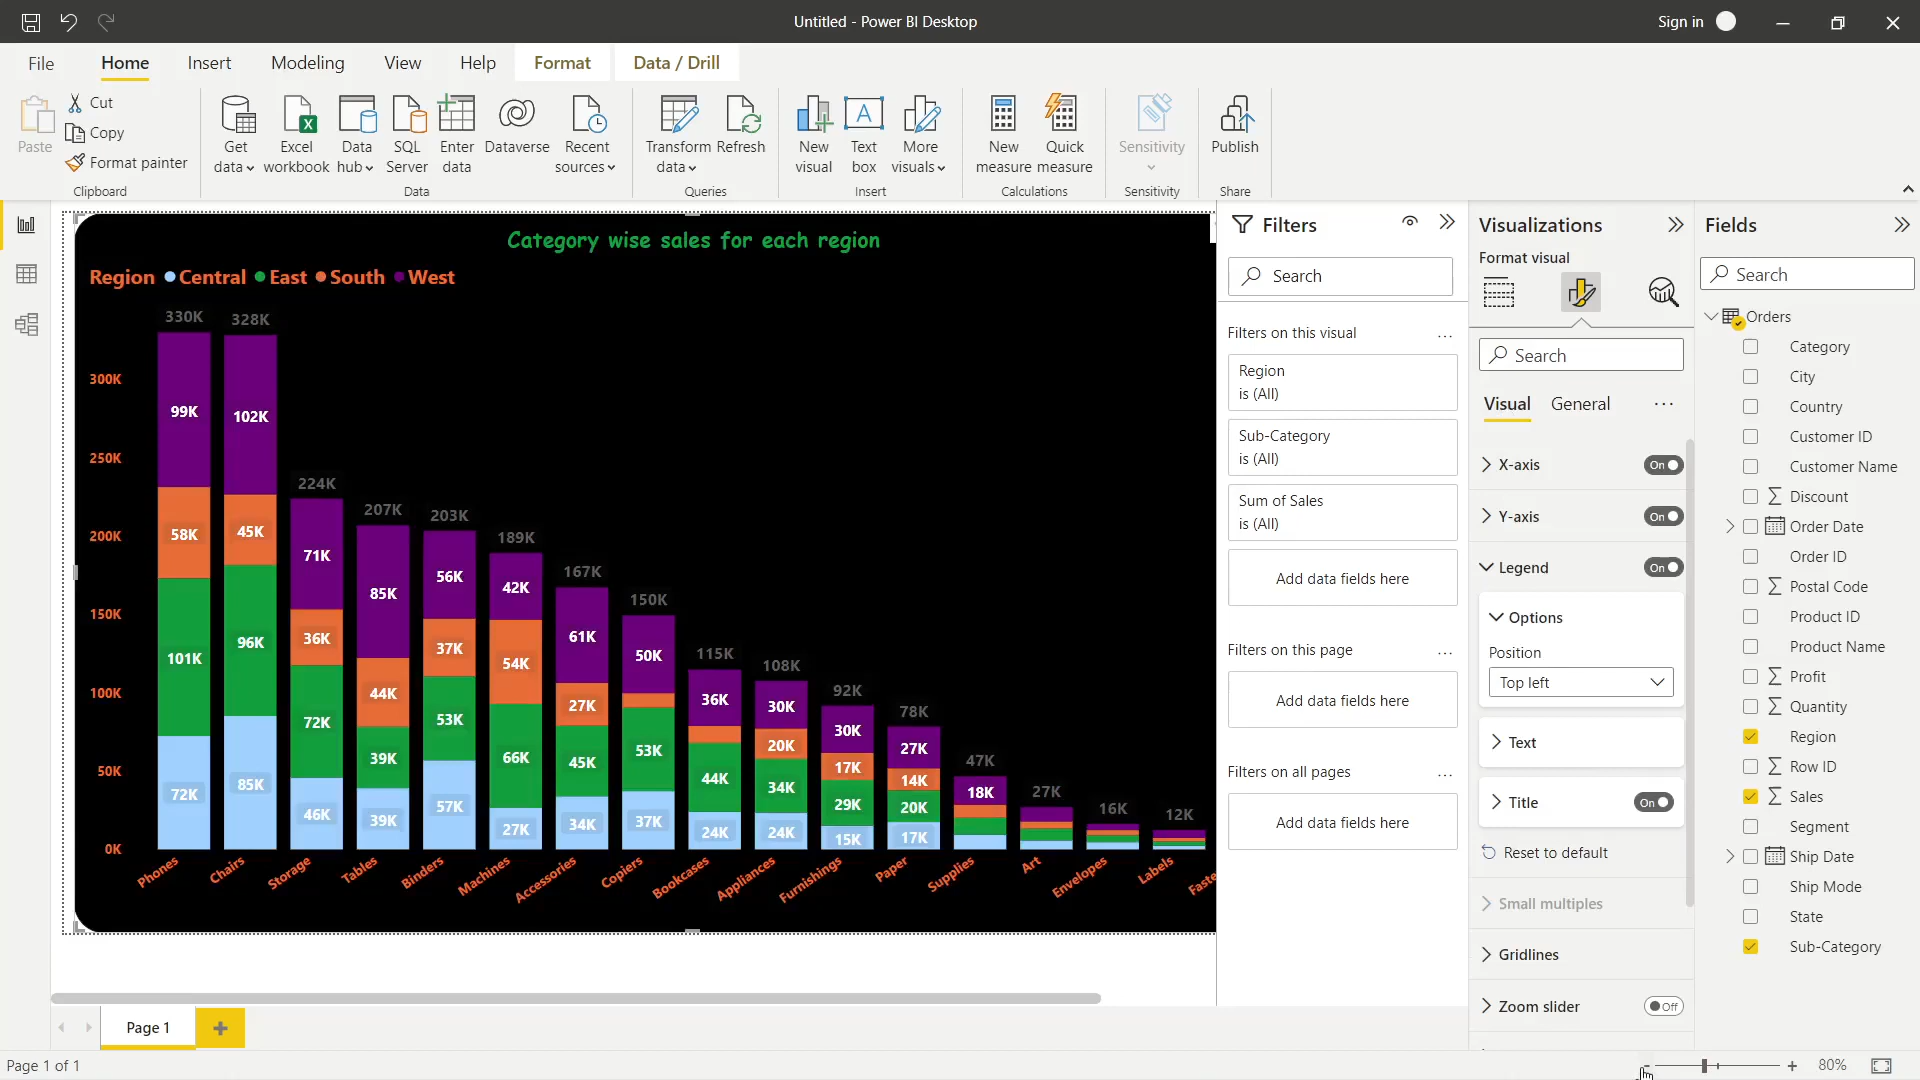 Untitled - Power BI Desktop
Sign in
File
Home
Insert
Modeling
View
Help
Format
Data / Drill
Paste
Cut
Copy
Format painter
Clipboard
Get data
Excel workbook
Data hub
SQL Server
Enter data
Dataverse
Recent sources
Data
Transform data
Refresh
Queries
New visual
Text box
More visuals
Insert
New measure
Quick measure
Calculations
Sensitivity
Sensitivity
Publish
Share
Category wise sales for each region
Region Central East South West
300K
250K
200K
150K
100K
50K
0K
330K
99K
58K
101K
72K
328K
102K
45K
96K
85K
224K
71K
36K
72K
46K
207K
85K
44K
39K
39K
203K
56K
37K
53K
57K
189K
42K
54K
66K
27K
167K
61K
27K
45K
34K
150K
50K
53K
37K
115K
36K
44K
24K
108K
30K
20K
34K
24K
92K
30K
17K
29K
15K
78K
27K
14K
20K
17K
47K
18K
27K
16K
12K
Phones
Chairs
Storage
Tables
Binders
Machines
Accessories
Copiers
Bookcases
Appliances
Furnishings
Paper
Supplies
Art
Envelopes
Labels
Faste
Filters
Search
Filters on this visual
...
Region
is (All)
Sub-Category
is (All)
Sum of Sales
is (All)
Add data fields here
Filters on this page
...
Add data fields here
Filters on all pages
...
Add data fields here
Visualizations
Format visual
Search
Visual
General
...
X-axis
On
Y-axis
On
Legend
On
Options
Position
Top left
Text
Title
On
Reset to default
Small multiples
Gridlines
Zoom slider
Off
Fields
Search
Orders
Category
City
Country
Customer ID
Customer Name
Discount
Order Date
Order ID
Postal Code
Product ID
Product Name
Profit
Quantity
Region
Row ID
Sales
Segment
Ship Date
Ship Mode
State
Sub-Category
Page 1
Page 1 of 1
80%